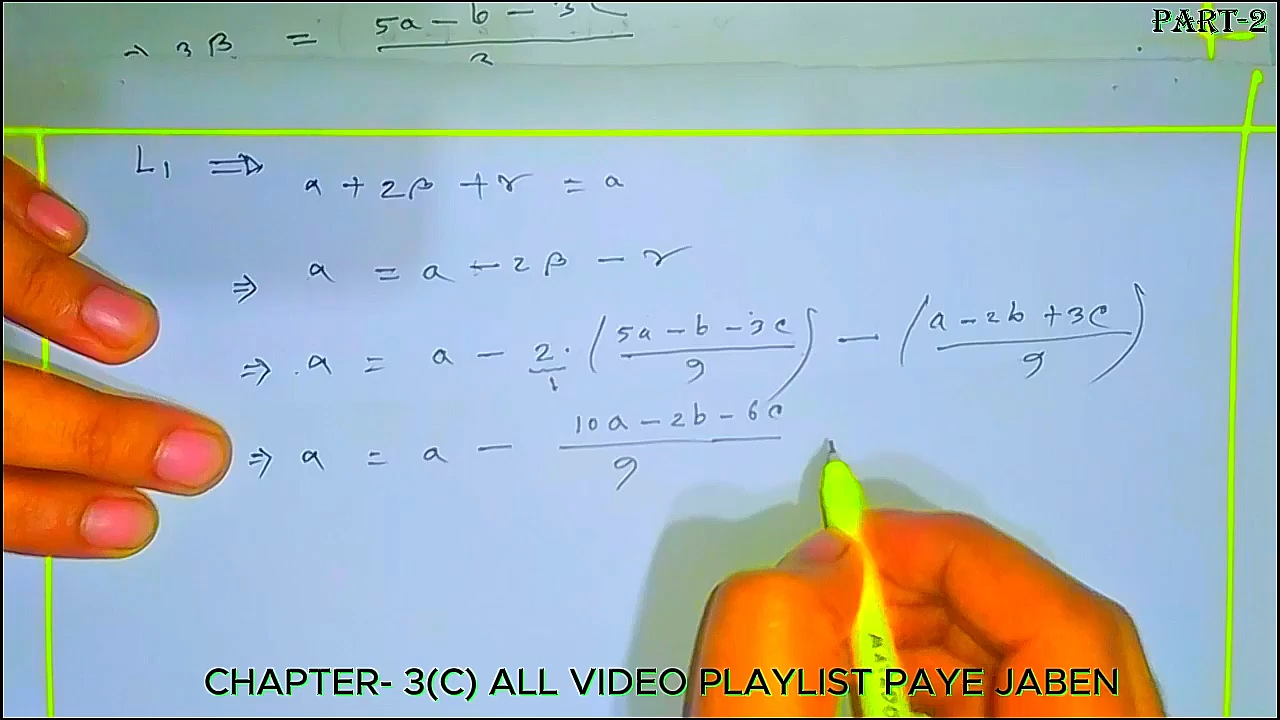 PART-2
⇒ 3β = (5a - b - 3c)/3
L₁ ⇒ α + 2β + γ = a
⇒ α = a - 2β - γ
⇒ α = a - 2/1 · ((5a - b - 3c)/9) - ((a - 2b + 3c)/9)
⇒ α = a - (10a - 2b - 6c)/9
CHAPTER- 3(C) ALL VIDEO PLAYLIST PAYE JABEN